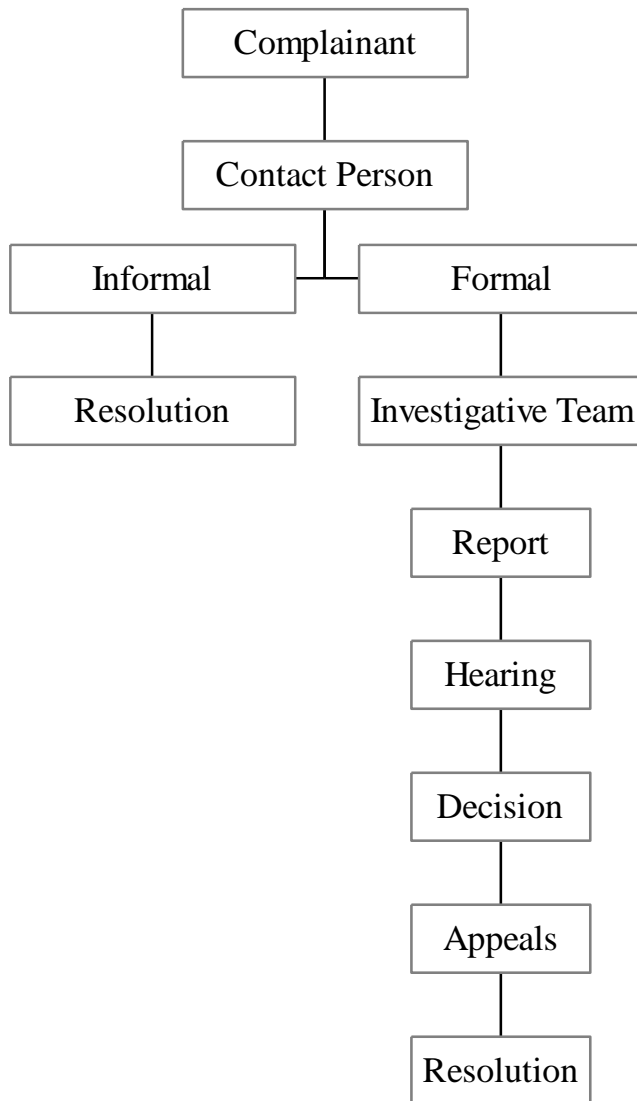 Complainant
Contact Person
Informal
Formal
Resolution
Investigative Team
Report
Hearing
Decision
Appeals
Resolution